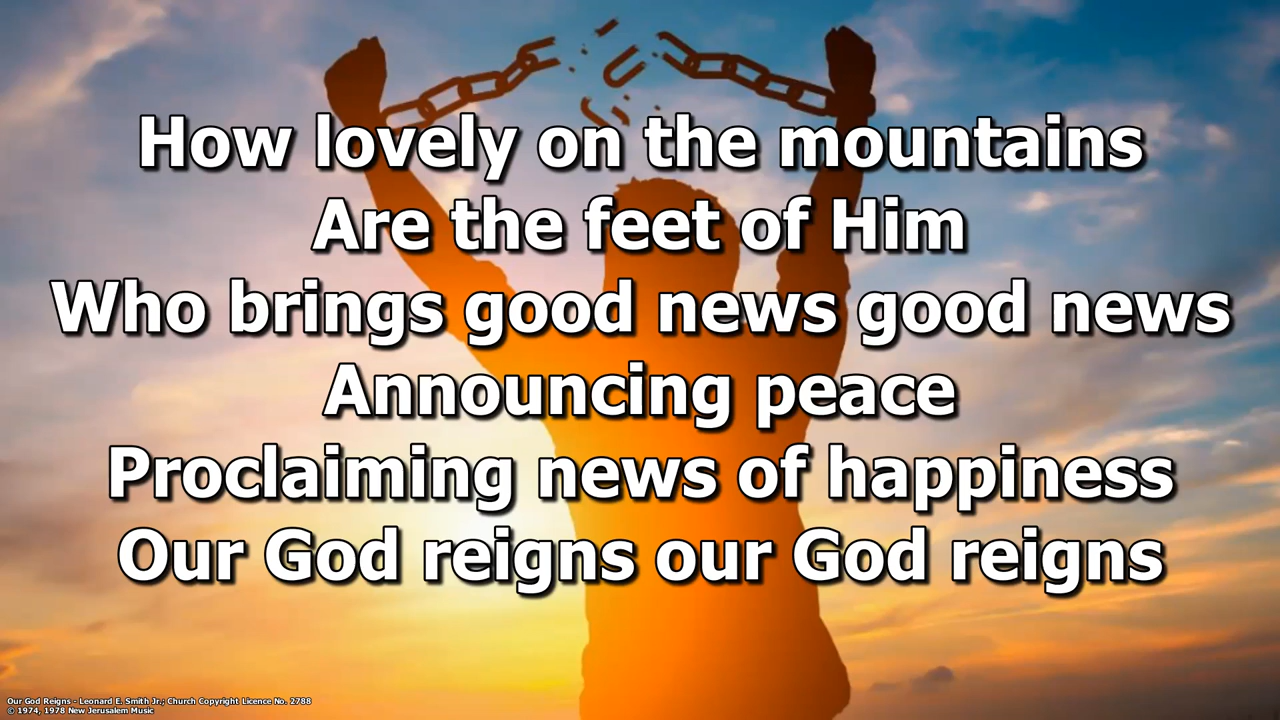 How lovely on the mountains
Are the feet of Him
Who brings good news good news
Announcing peace
Proclaiming news of happiness
Our God reigns our God reigns
Our God Reigns - Leonard E. Smith Jr.; Church Copyright Licence No. 2788
© 1974, 1978 New Jerusalem Music